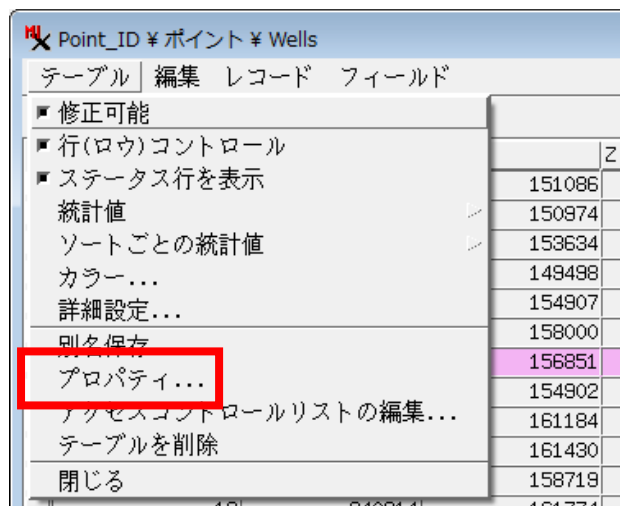 Point_ID ¥ ポイント ¥ Wells
テーブル 編集 レコード フィールド
修正可能
行(ロウ)コントロール
ステータス行を表示
統計値
ソートごとの統計値
カラー...
詳細設定...
別名保存
プロパティ...
アクセスコントロールリストの編集...
テーブルを削除
閉じる
Z
151086
150974
153634
149498
154907
158000
156851
154902
161184
161430
158719